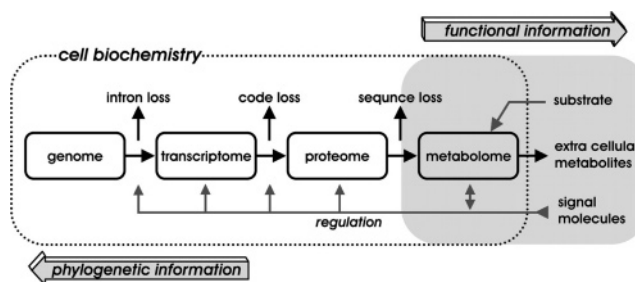 functional information
cell biochemistry
intron loss
code loss
sequnce loss
substrate
genome
transcriptome
proteome
metabolome
extra cellular
metabolites
regulation
signal
molecules
phylogenetic information